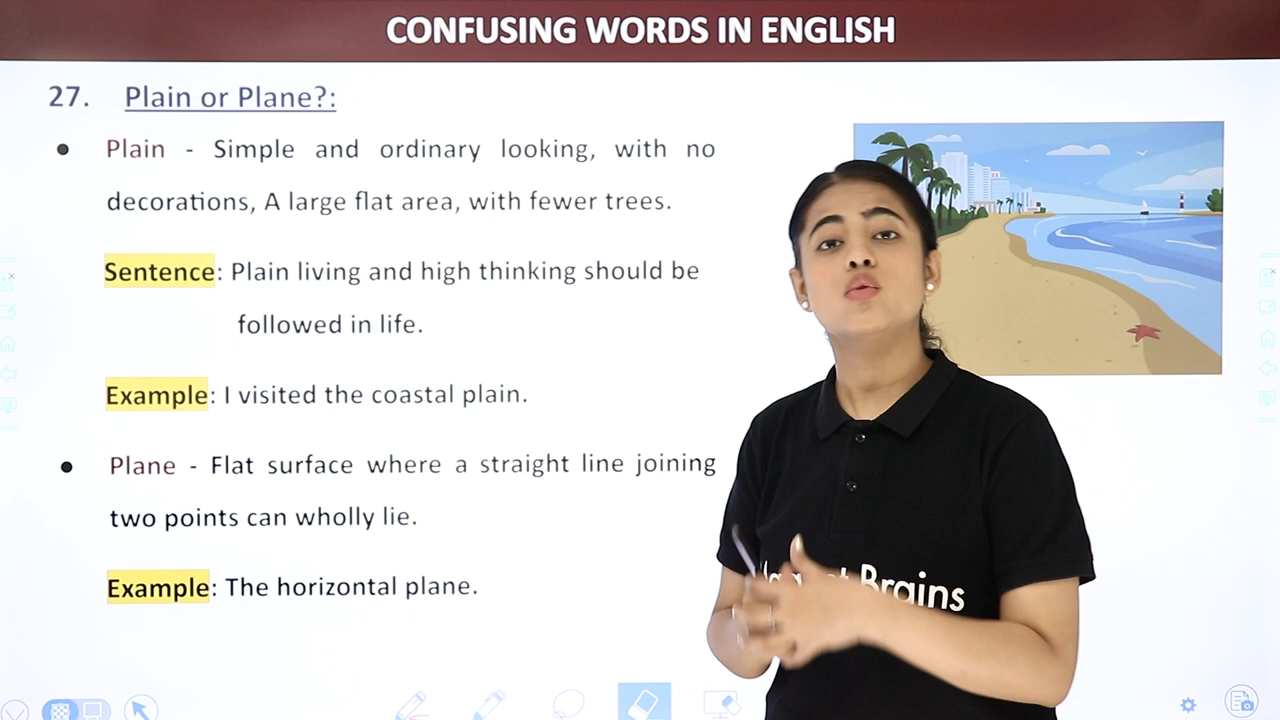 CONFUSING WORDS IN ENGLISH
27. Plain or Plane?:
● Plain - Simple and ordinary looking, with no
decorations, A large flat area, with fewer trees.
Sentence: Plain living and high thinking should be
followed in life.
Example: I visited the coastal plain.
● Plane - Flat surface where a straight line joining
two points can wholly lie.
Example: The horizontal plane.
Brains